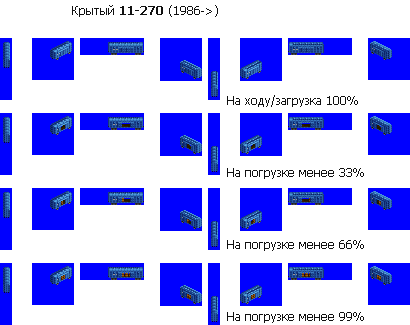 Крытый 11-270 (1986->)
На ходу/загрузка 100%
На погрузке менее 33%
На погрузке менее 66%
На погрузке менее 99%